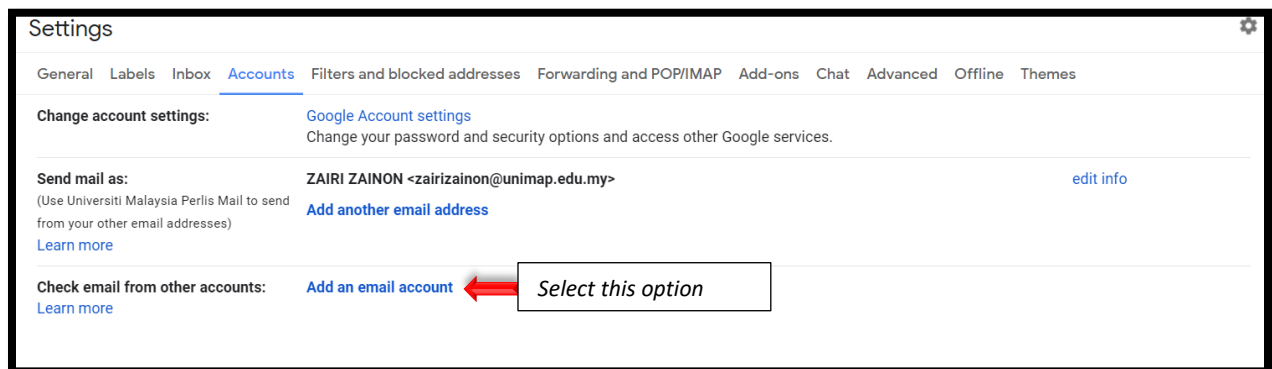 Settings
General Labels Inbox Accounts Filters and blocked addresses Forwarding and POP/IMAP Add-ons Chat Advanced Offline Themes
Change account settings:
Google Account settings
Change your password and security options and access other Google services.
Send mail as:
(Use Universiti Malaysia Perlis Mail to send
from your other email addresses)
Learn more
ZAIRI ZAINON <zairizainon@unimap.edu.my>
edit info
Add another email address
Check email from other accounts:
Learn more
Add an email account
Select this option